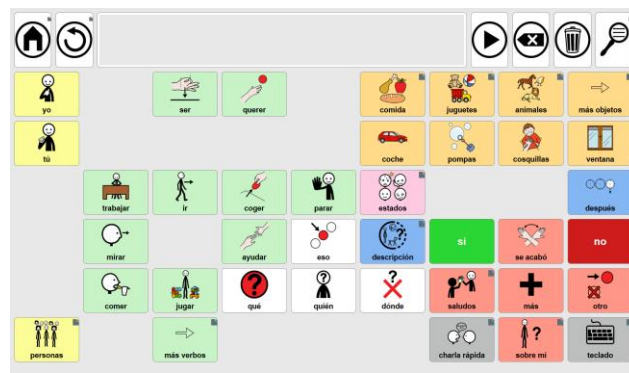 yo
ser
querer
comida
juguetes
animales
más objetos
tú
coche
pompas
cosquillas
ventana
trabajar
ir
coger
parar
estados
después
mirar
ayudar
eso
descripción
sí
se acabó
no
comer
jugar
qué
quién
dónde
saludos
más
otro
personas
más verbos
charla rápida
sobre mí
teclado